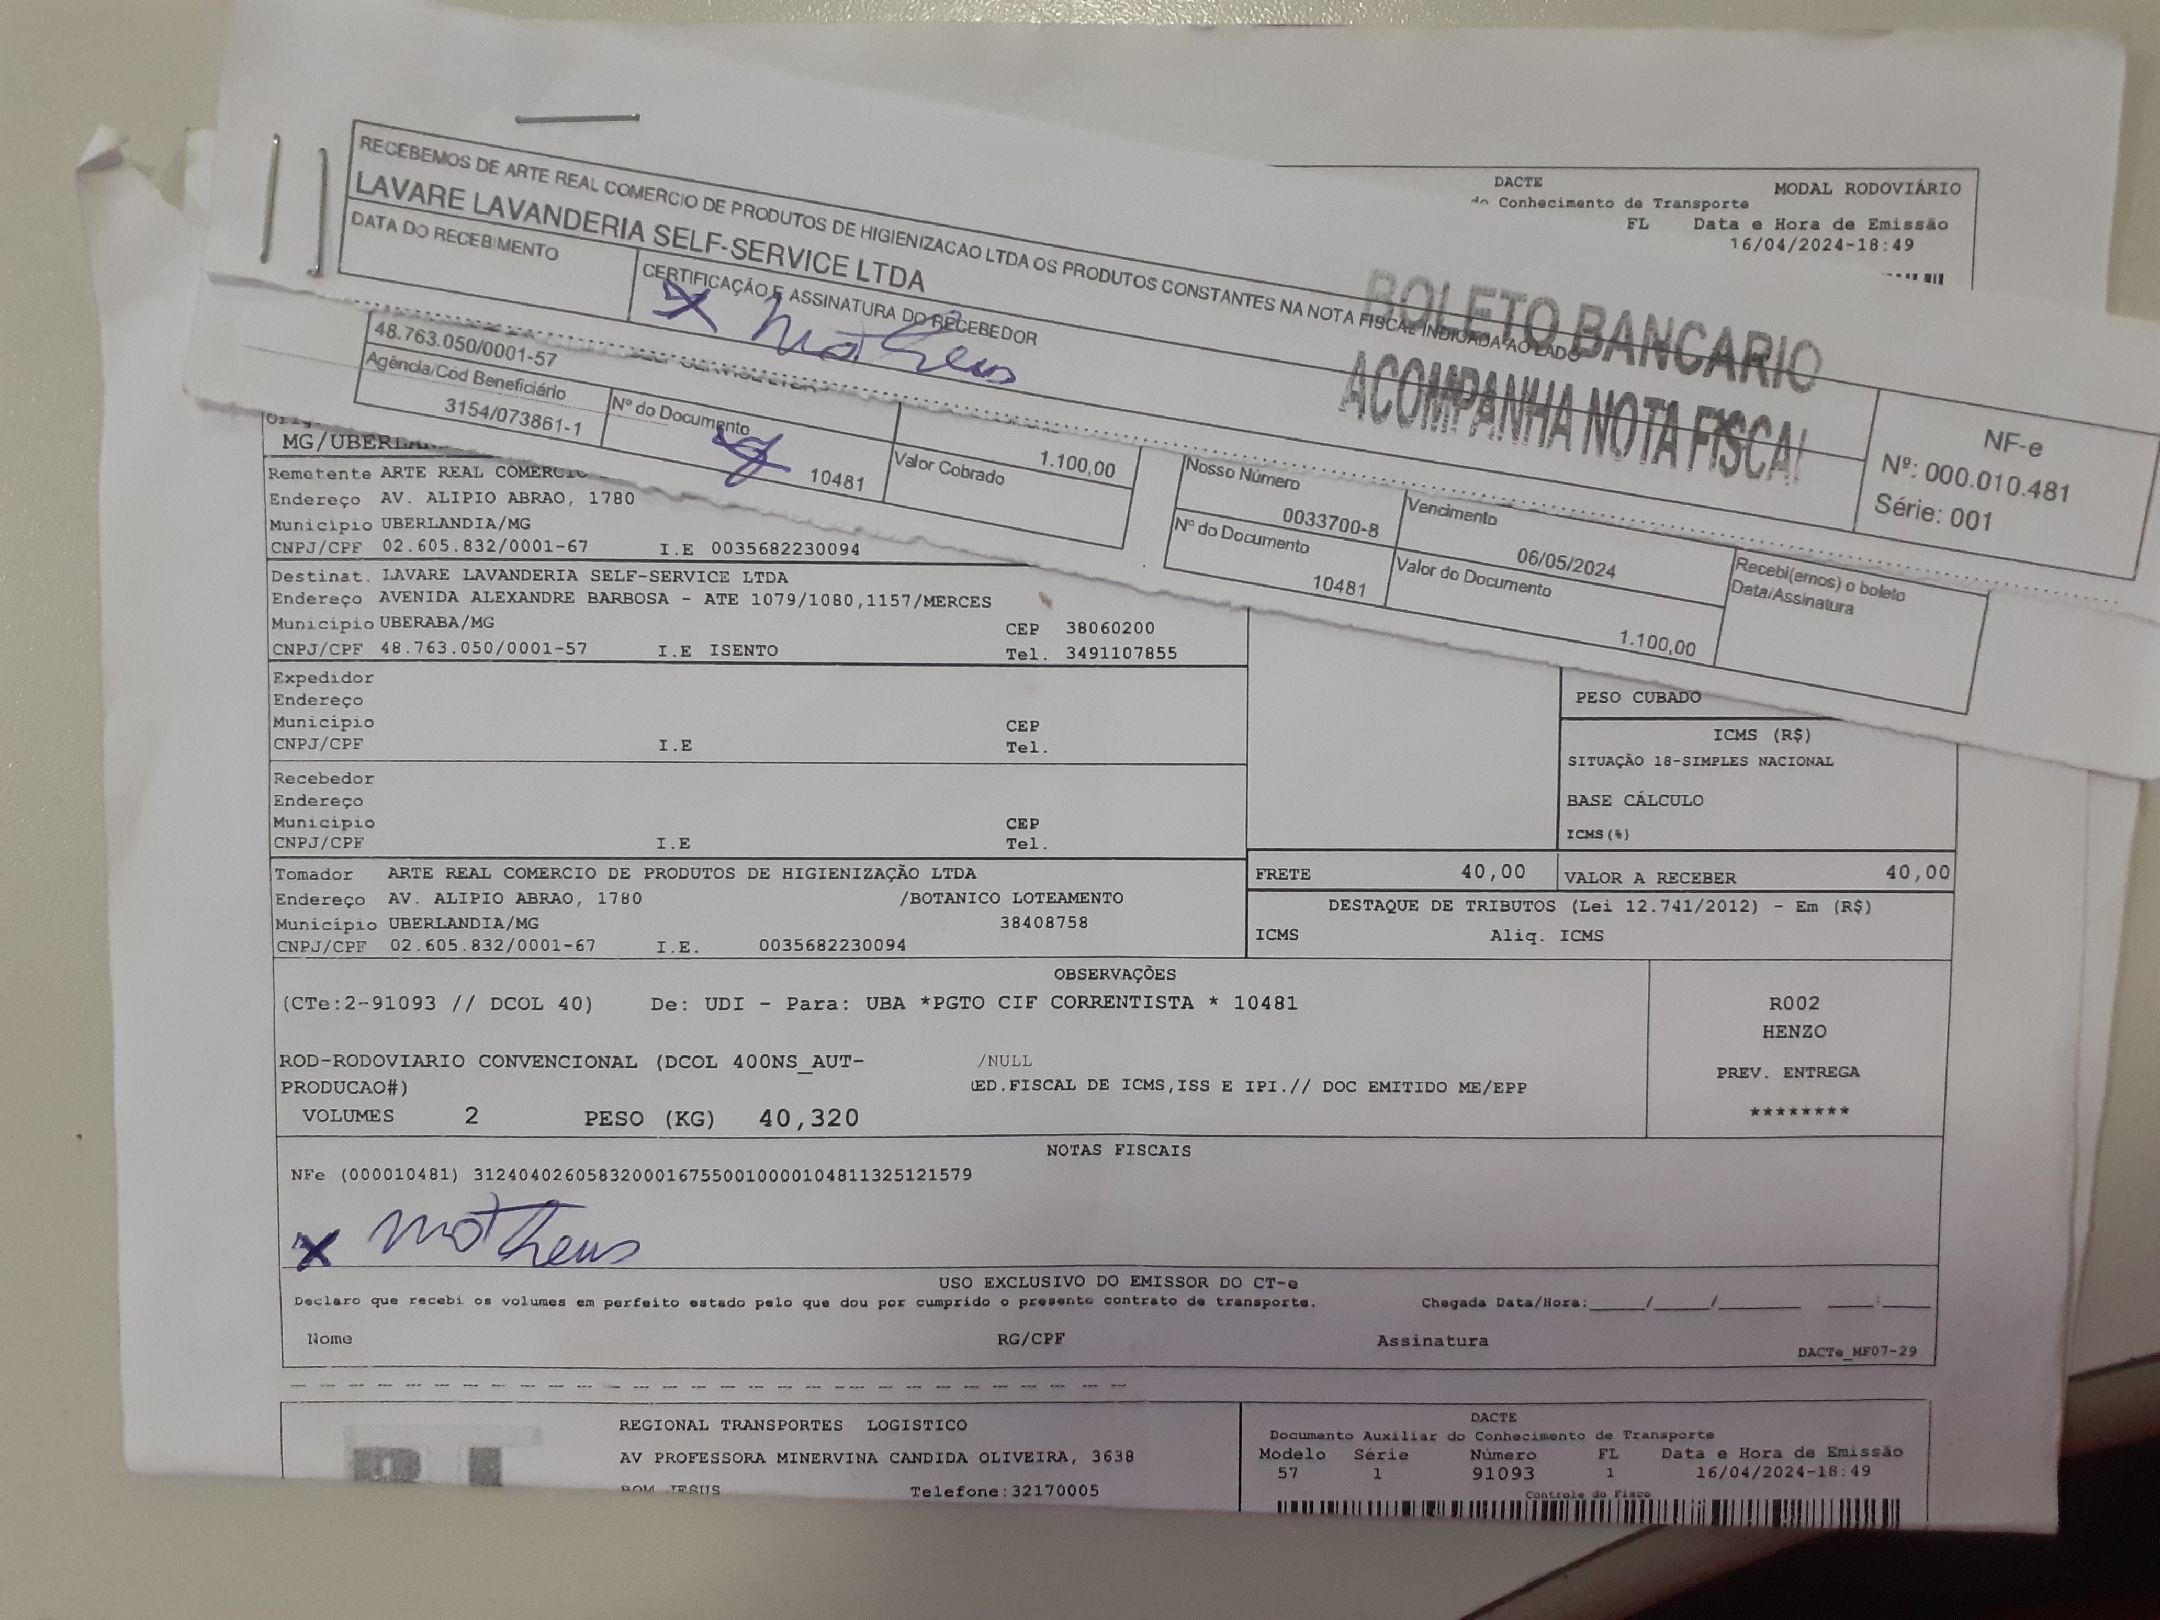 RECEBEMOS DE ARTE REAL COMERCIO DE PRODUTOS DE HIGIENIZACAO LTDA OS PRODUTOS CONSTANTES NA NOTA FISCAL INDICADA AO LADO
LAVARE LAVANDERIA SELF-SERVICE LTDA
DATA DO RECEBIMENTO
CERTIFICAÇÃO E ASSINATURA DO RECEBEDOR
x Matheus
BOLETO BANCARIO
ACOMPANHA NOTA FISCAL
NF-e
Nº: 000.010.481
Série: 001
48.763.050/0001-57
Agência/Cód Beneficiário
3154/073861-1
Nº do Documento
10481
1.100,00
Valor Cobrado
Nosso Número
0033700-8
Vencimento
06/05/2024
Nº do Documento
10481
Valor do Documento
1.100,00
Recebi(emos) o boleto
Data/Assinatura
DACTE MODAL RODOVIÁRIO
Conhecimento de Transporte
FL Data e Hora de Emissão
16/04/2024-18:49
MG/UBERLAN
Remetente ARTE REAL COMERCIO
Endereço AV. ALIPIO ABRAO, 1780
Município UBERLANDIA/MG
CNPJ/CPF 02.605.832/0001-67 I.E 0035682230094
Destinat. LAVARE LAVANDERIA SELF-SERVICE LTDA
Endereço AVENIDA ALEXANDRE BARBOSA - ATE 1079/1080,1157/MERCES
Município UBERABA/MG CEP 38060200
CNPJ/CPF 48.763.050/0001-57 I.E ISENTO Tel. 3491107855
Expedidor
Endereço
Município CEP
CNPJ/CPF I.E Tel.
Recebedor
Endereço
Município CEP
CNPJ/CPF I.E Tel.
PESO CUBADO
ICMS (R$)
SITUAÇÃO 18-SIMPLES NACIONAL
BASE CÁLCULO
ICMS(%)
Tomador ARTE REAL COMERCIO DE PRODUTOS DE HIGIENIZAÇÃO LTDA
Endereço AV. ALIPIO ABRAO, 1780 /BOTANICO LOTEAMENTO
Município UBERLANDIA/MG 38408758
CNPJ/CPF 02.605.832/0001-67 I.E. 0035682230094
FRETE 40,00 VALOR A RECEBER 40,00
DESTAQUE DE TRIBUTOS (Lei 12.741/2012) - Em (R$)
ICMS Aliq. ICMS
OBSERVAÇÕES
(CTe:2-91093 // DCOL 40) De: UDI - Para: UBA *PGTO CIF CORRENTISTA * 10481
ROD-RODOVIARIO CONVENCIONAL (DCOL 400NS_AUT- /NULL
PRODUCAO#) ED.FISCAL DE ICMS,ISS E IPI.// DOC EMITIDO ME/EPP
VOLUMES 2 PESO (KG) 40,320
R002
HENZO
PREV. ENTREGA
********
NOTAS FISCAIS
NFe (000010481) 31240402605832000167550010000104811325121579
x Matheus
USO EXCLUSIVO DO EMISSOR DO CT-e
Declaro que recebi os volumes em perfeito estado pelo que dou por cumprido o presente contrato de transporte. Chegada Data/Hora:_____/_____/_______ ____:____
Nome RG/CPF Assinatura
DACTe_MF07-29
REGIONAL TRANSPORTES LOGISTICO
AV PROFESSORA MINERVINA CANDIDA OLIVEIRA, 3638
BOM JESUS Telefone:32170005
DACTE
Documento Auxiliar do Conhecimento de Transporte
Modelo Série Número FL Data e Hora de Emissão
57 1 91093 1 16/04/2024-18:49
Controle do Fisco